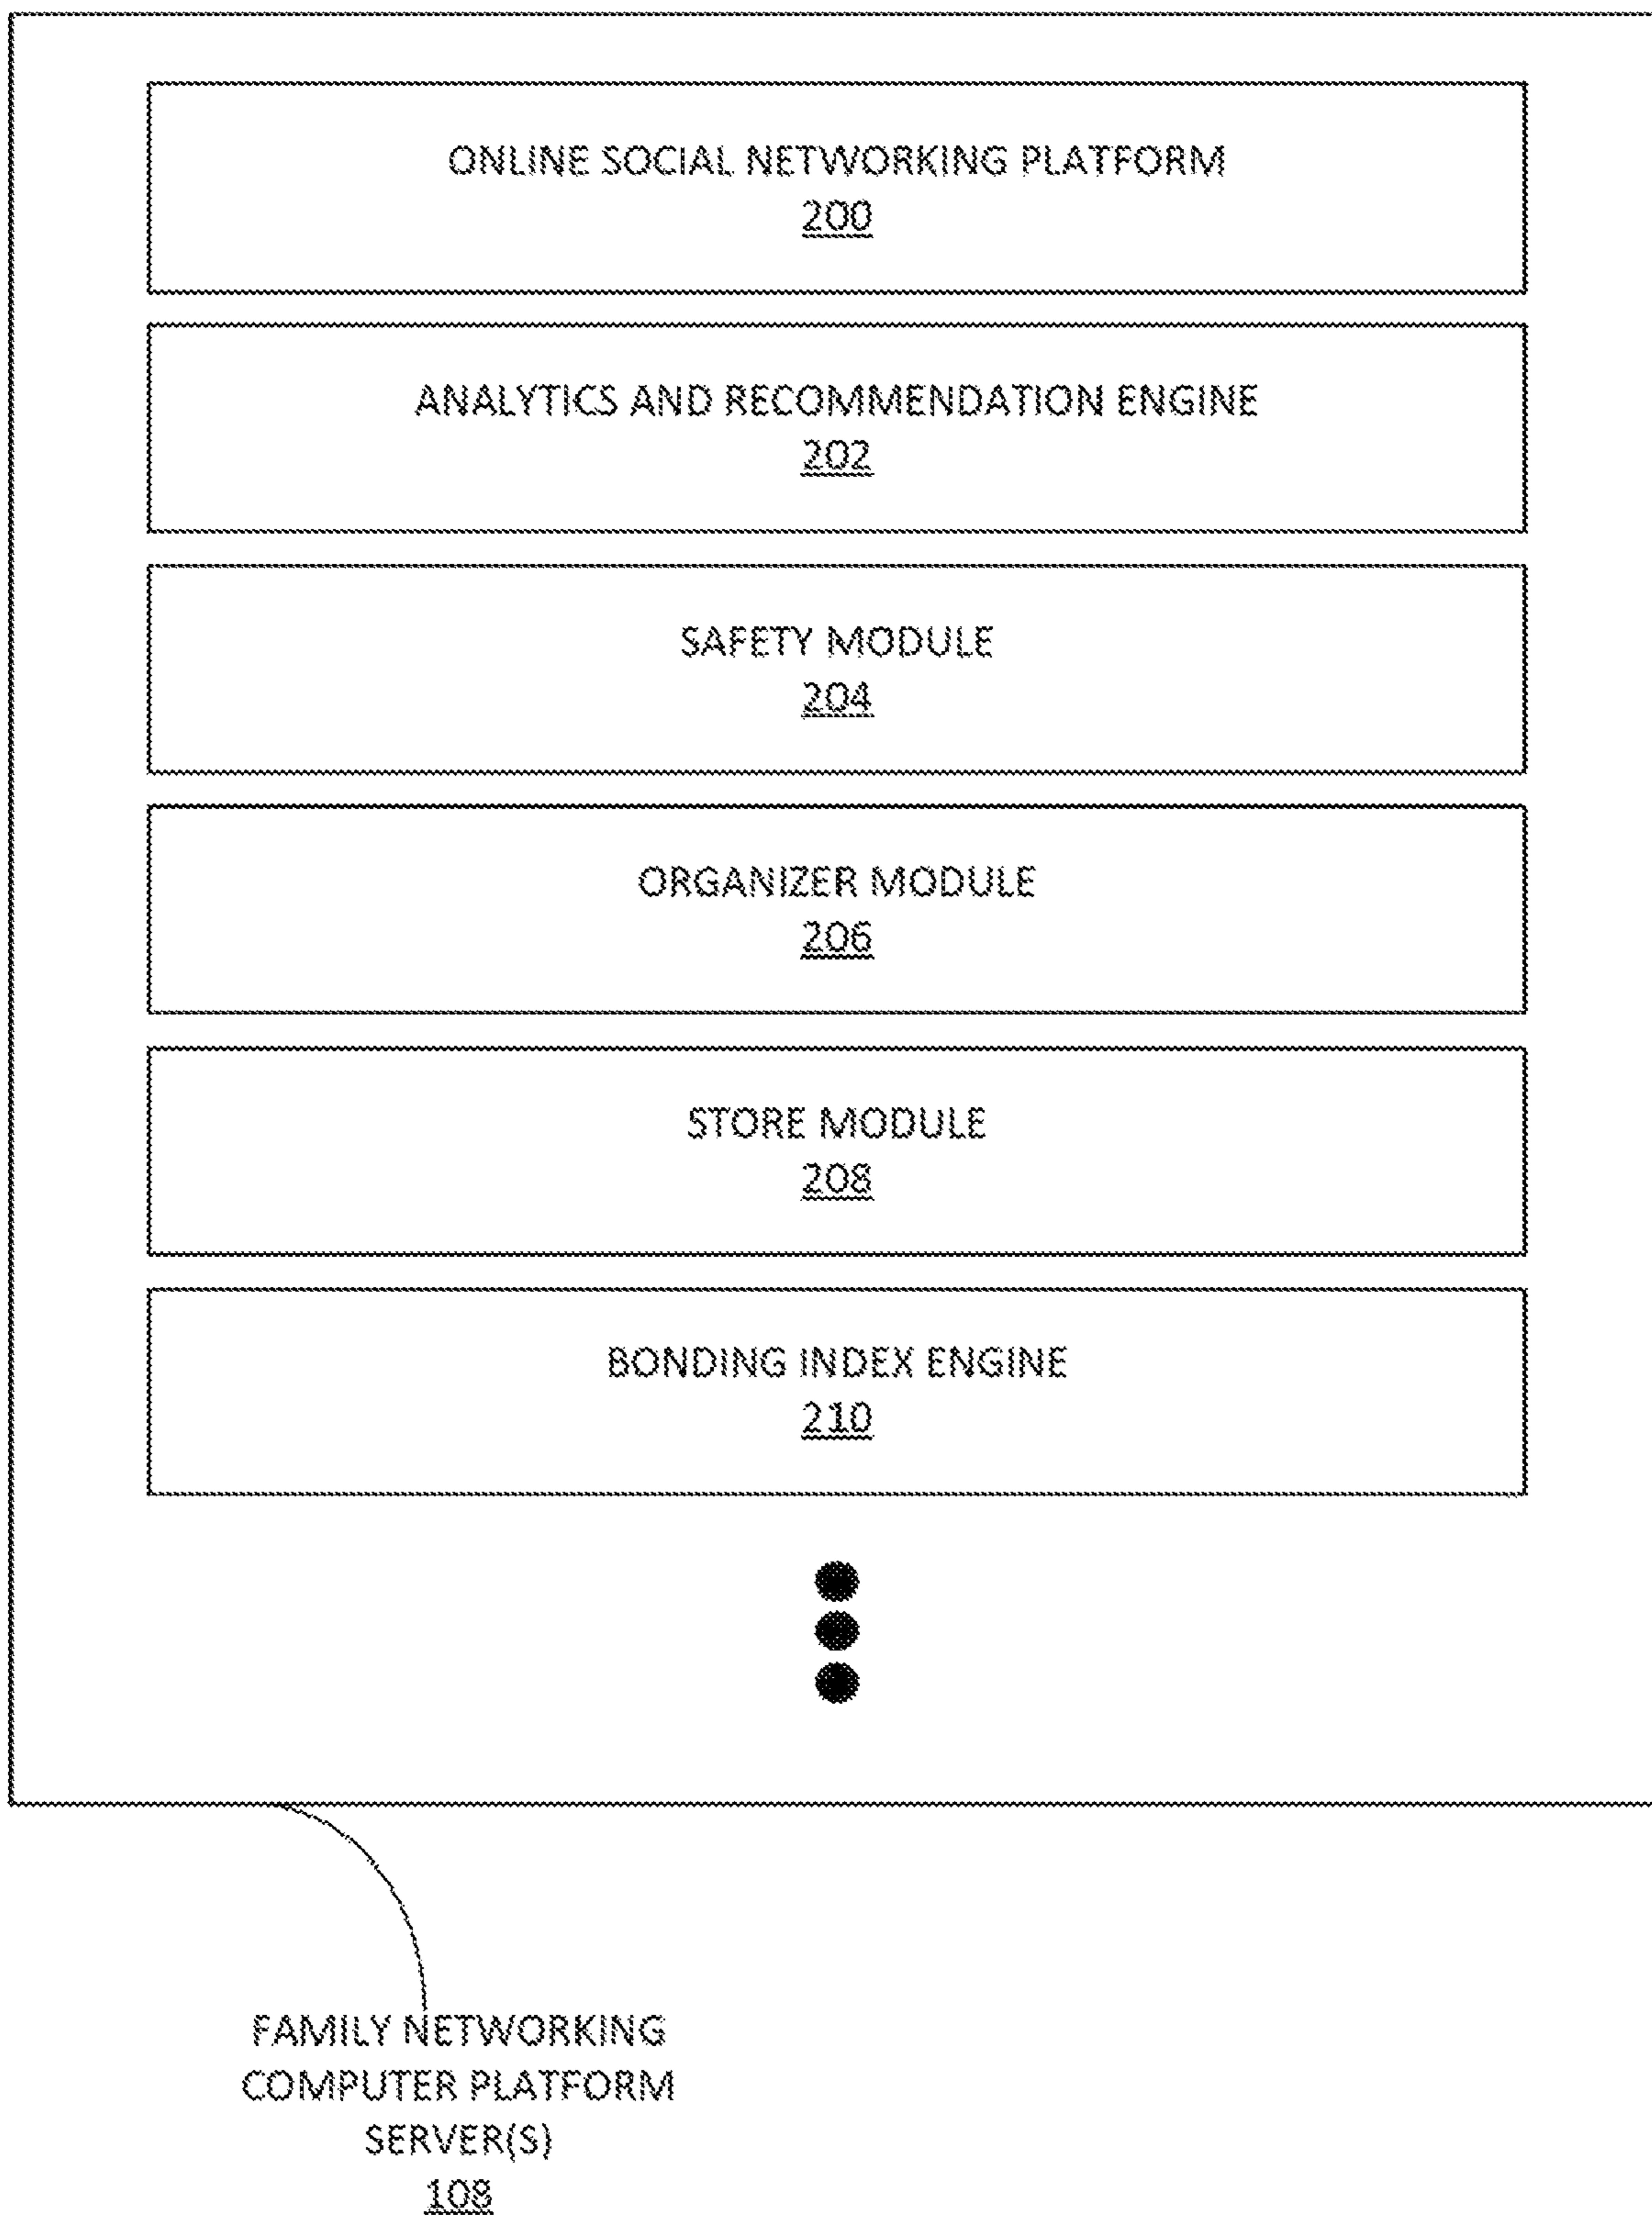 ONLINE SOCIAL NETWORKING PLATFORM
200
ANALYTICS AND RECOMMENDATION ENGINE
202
SAFETY MODULE
204
ORGANIZER MODULE
206
STORE MODULE
208
BONDING INDEX ENGINE
210
FAMILY NETWORKING
COMPUTER PLATFORM
SERVER(S)
108